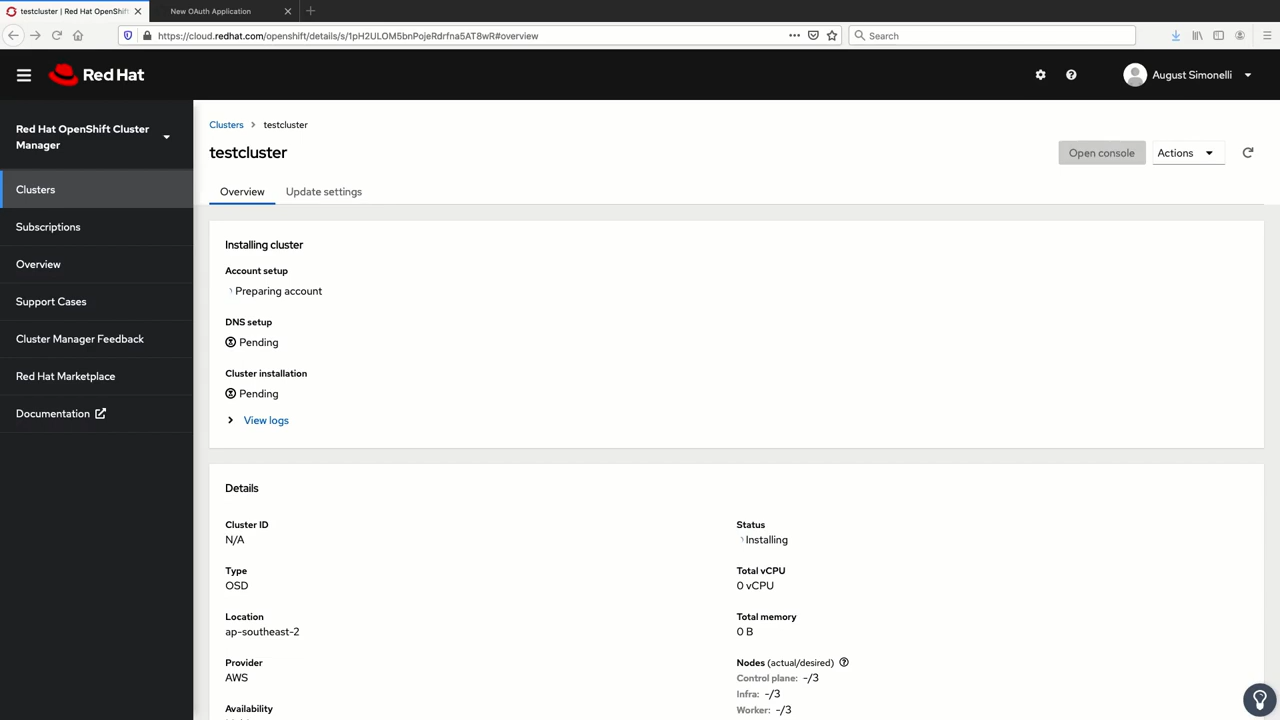 testcluster | Red Hat OpenShift
New OAuth Application
https://cloud.redhat.com/openshift/details/s/1pH2ULOM5bnPojeRdrfna5AT8wR#overview
Search
Red Hat
August Simonelli
Red Hat OpenShift Cluster
Manager
Clusters
Subscriptions
Overview
Support Cases
Cluster Manager Feedback
Red Hat Marketplace
Documentation
Clusters > testcluster
testcluster
Open console
Actions
Overview
Update settings
Installing cluster
Account setup
Preparing account
DNS setup
Pending
Cluster installation
Pending
View logs
Details
Cluster ID
N/A
Type
OSD
Location
ap-southeast-2
Provider
AWS
Availability
Status
Installing
Total vCPU
0 vCPU
Total memory
0 B
Nodes (actual/desired)
Control plane: -/3
Infra: -/3
Worker: -/3